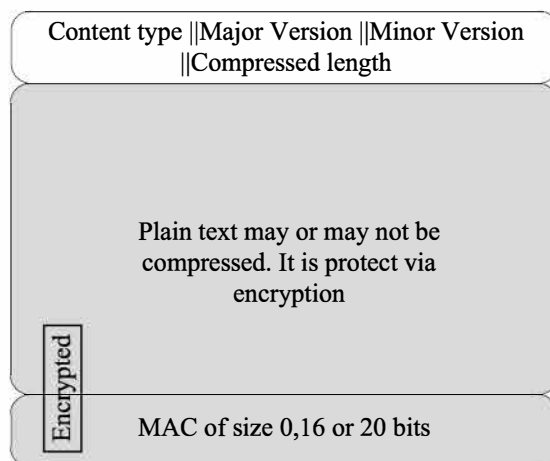 Content type ||Major Version ||Minor Version
||Compressed length
Plain text may or may not be
compressed. It is protect via
encryption
Encrypted
MAC of size 0,16 or 20 bits